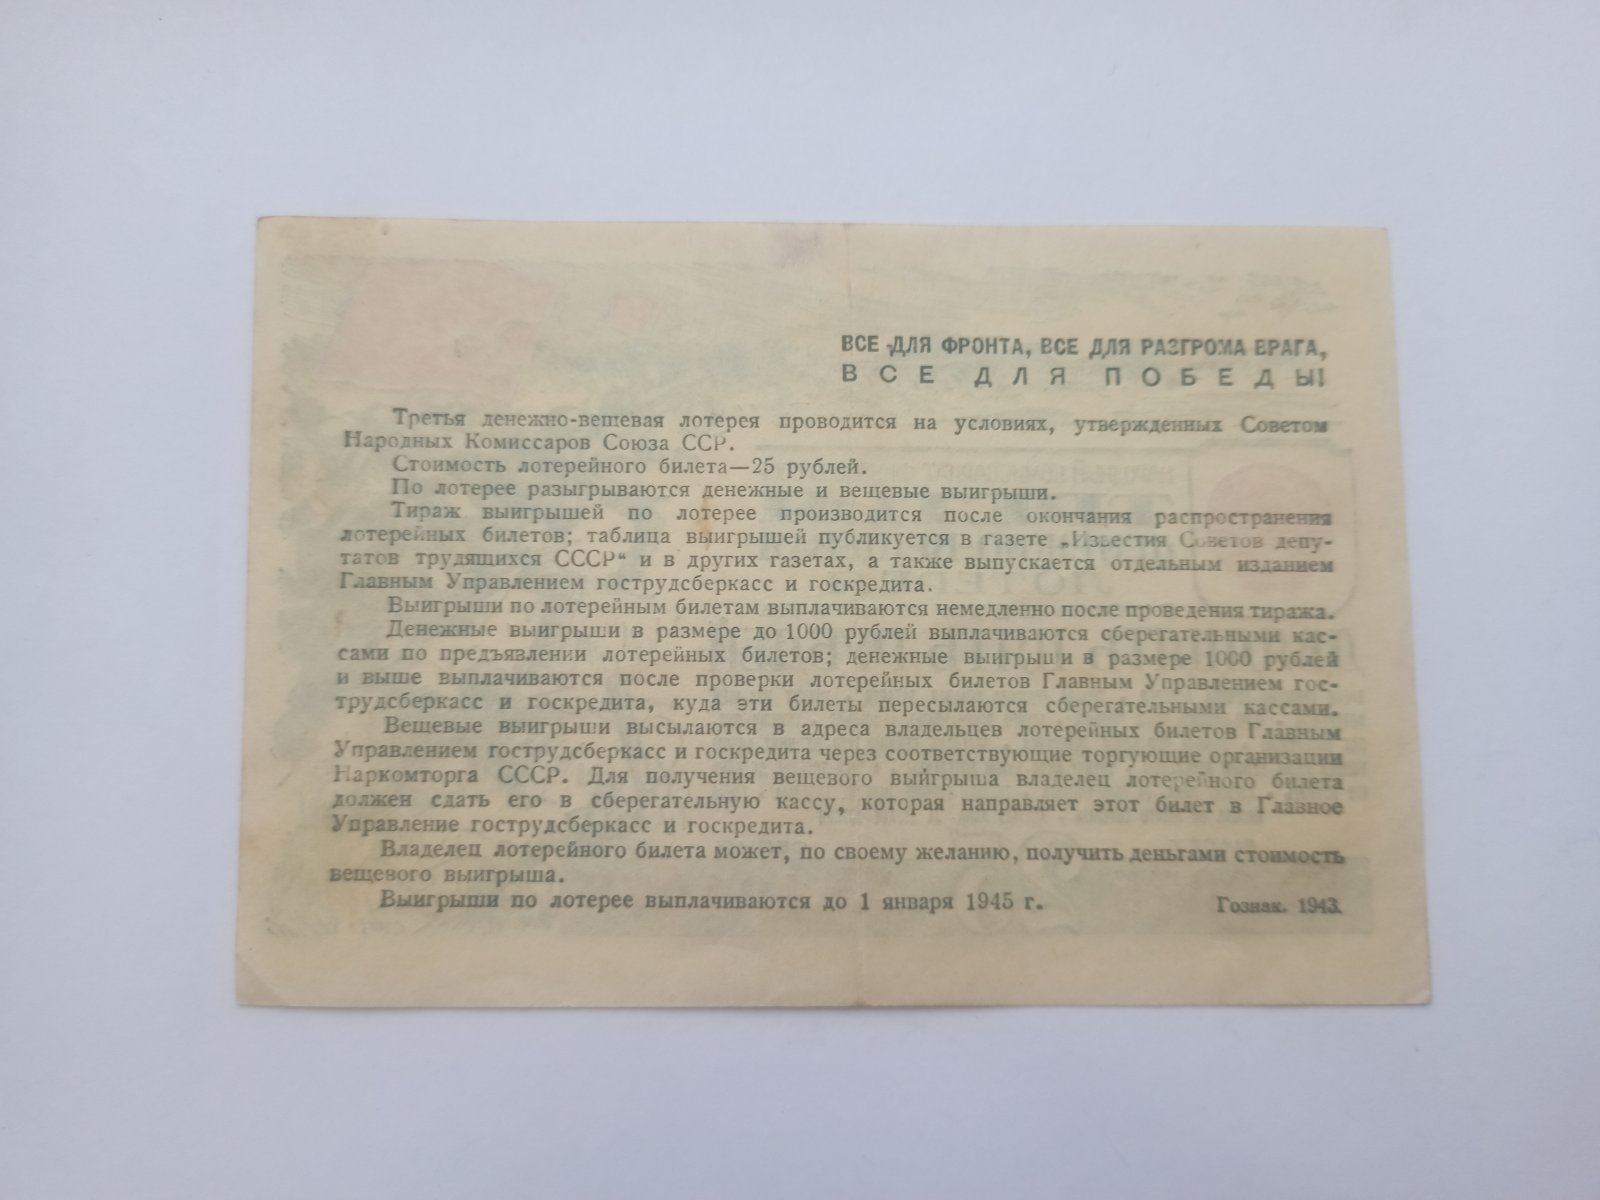 ВСЕ ДЛЯ ФРОНТА, ВСЕ ДЛЯ РАЗГРОМА ВРАГА,
ВСЕ ДЛЯ ПОБЕДЫ!
Третья денежно-вещевая лотерея проводится на условиях, утвержденных Советом
Народных Комиссаров Союза ССР.
Стоимость лотерейного билета—25 рублей.
По лотерее разыгрываются денежные и вещевые выигрыши.
Тираж выигрышей по лотерее производится после окончания распространения
лотерейных билетов; таблица выигрышей публикуется в газете „Известия Советов депу-
татов трудящихся СССР“ и в других газетах, а также выпускается отдельным изданием
Главным Управлением гострудсберкасс и госкредита.
Выигрыши по лотерейным билетам выплачиваются немедленно после проведения тиража.
Денежные выигрыши в размере до 1000 рублей выплачиваются сберегательными кас-
сами по предъявлении лотерейных билетов; денежные выигрыши в размере 1000 рублей
и выше выплачиваются после проверки лотерейных билетов Главным Управлением гос-
трудсберкасс и госкредита, куда эти билеты пересылаются сберегательными кассами.
Вещевые выигрыши высылаются в адреса владельцев лотерейных билетов Главным
Управлением гострудсберкасс и госкредита через соответствующие торгующие организации
Наркомторга СССР. Для получения вещевого выигрыша владелец лотерейного билета
должен сдать его в сберегательную кассу, которая направляет этот билет в Главное
Управление гострудсберкасс и госкредита.
Владелец лотерейного билета может, по своему желанию, получить деньгами стоимость
вещевого выигрыша.
Выигрыши по лотерее выплачиваются до 1 января 1945 г. Гознак. 1943.